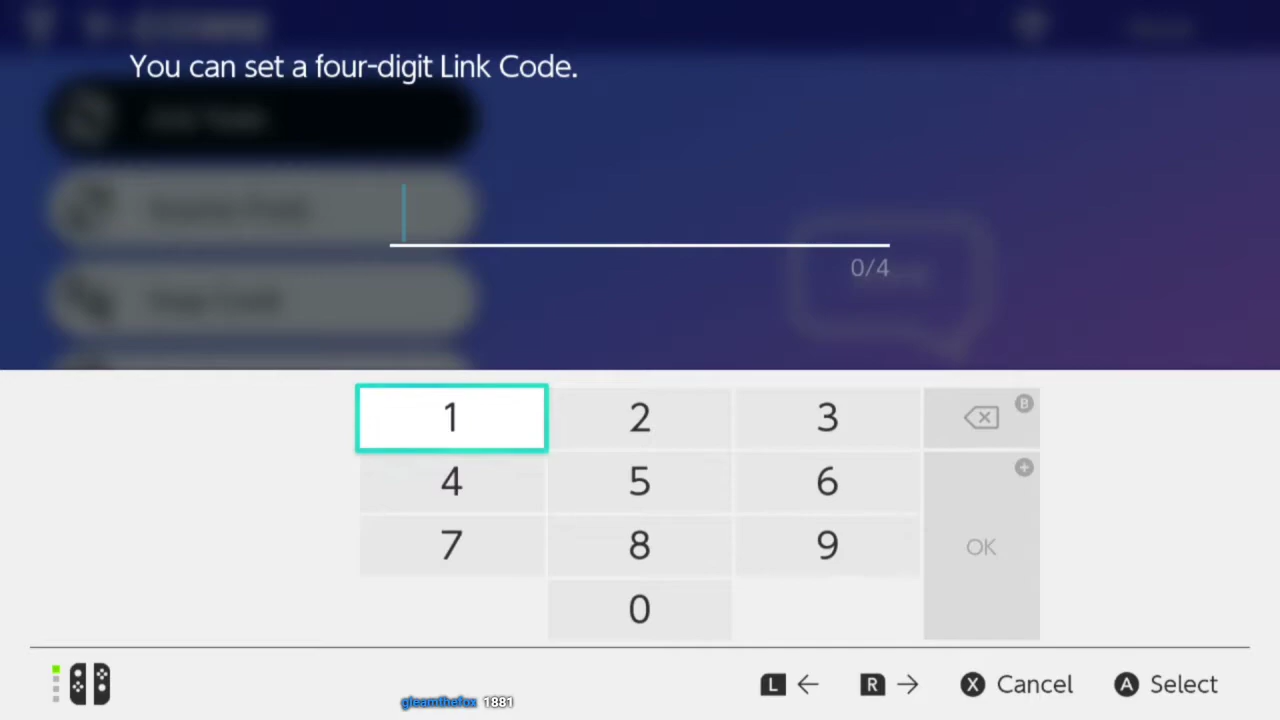 You can set a four-digit Link Code.
0/4
1 2 3 B
4 5 6 +
7 8 9 OK
0
L ← R → X Cancel A Select
gleamthefox 1881